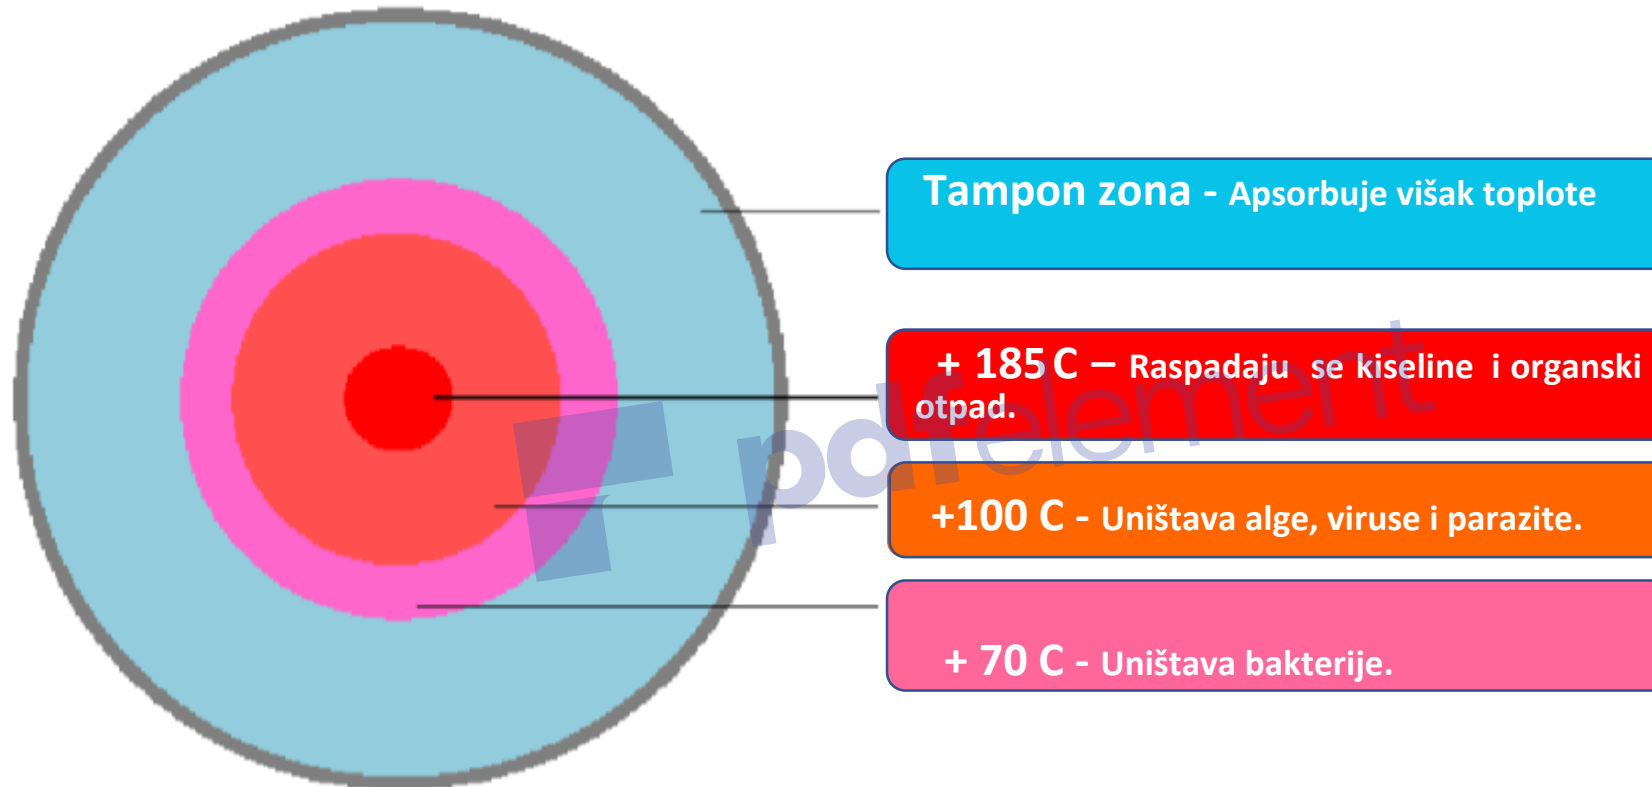 Tampon zona - Apsorbuje višak toplote
+ 185 C – Raspadaju se kiseline i organski
otpad.
pdfelement
+100 C - Uništava alge, viruse i parazite.
+ 70 C - Uništava bakterije.